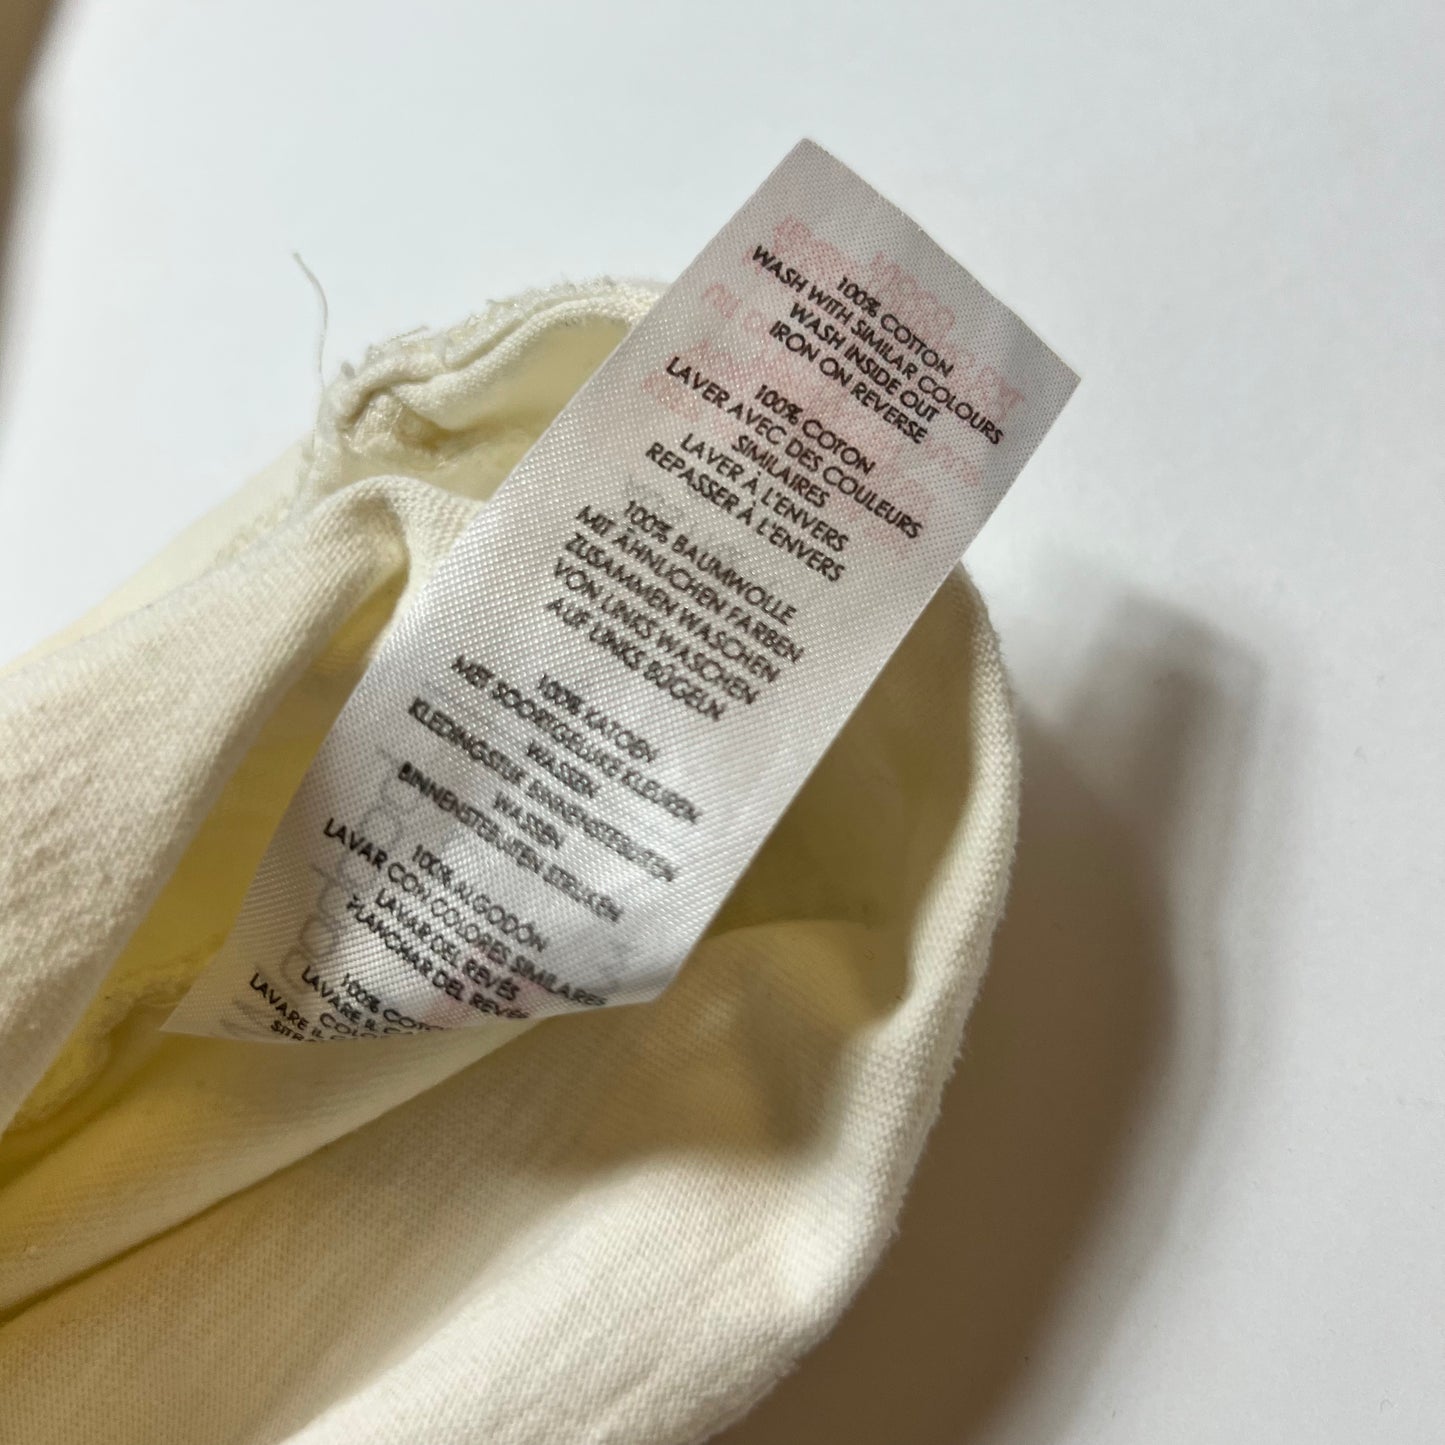 100% COTTON
WASH WITH SIMILAR COLOURS
WASH INSIDE OUT
IRON ON REVERSE
100% COTON
LAVER AVEC DES COULEURS
SIMILAIRES
LAVER À L'ENVERS
REPASSER À L'ENVERS
100% BAUMWOLLE
MIT ÄHNLICHEN FARBEN
ZUSAMMEN WASCHEN
VON LINKS WASCHEN
AUF LINKS BÜGELN
100% KATOEN
MET SOORTGELIJKE KLEUREN
WASSEN
KLEDINGSTUK BINNENSTEBUITEN
WASSEN
BINNENSTEBUITEN STRIJKEN
100% ALGODÓN
LAVAR CON COLORES SIMILARES
LAVAR DEL REVÉS
PLANCHAR DEL REVÉS
100%
LAVARE
LAVARE IL